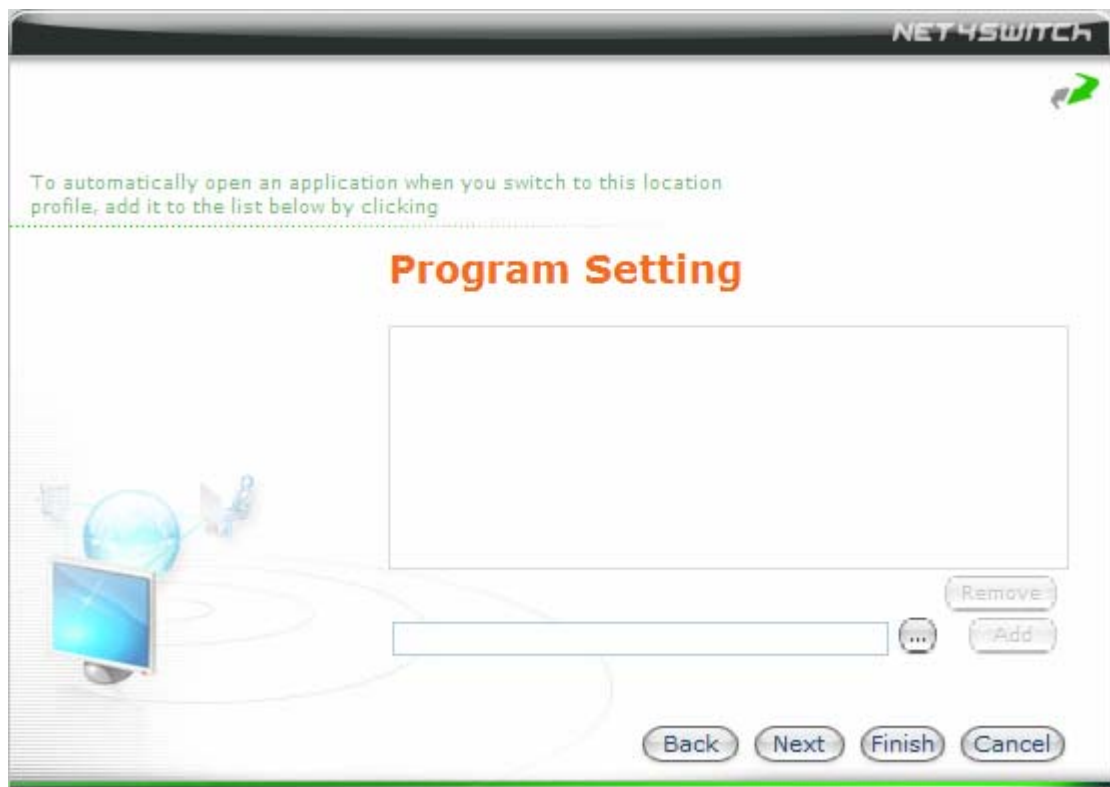 NET4SWITCH
To automatically open an application when you switch to this location
profile, add it to the list below by clicking
Program Setting
Remove
...
Add
Back
Next
Finish
Cancel